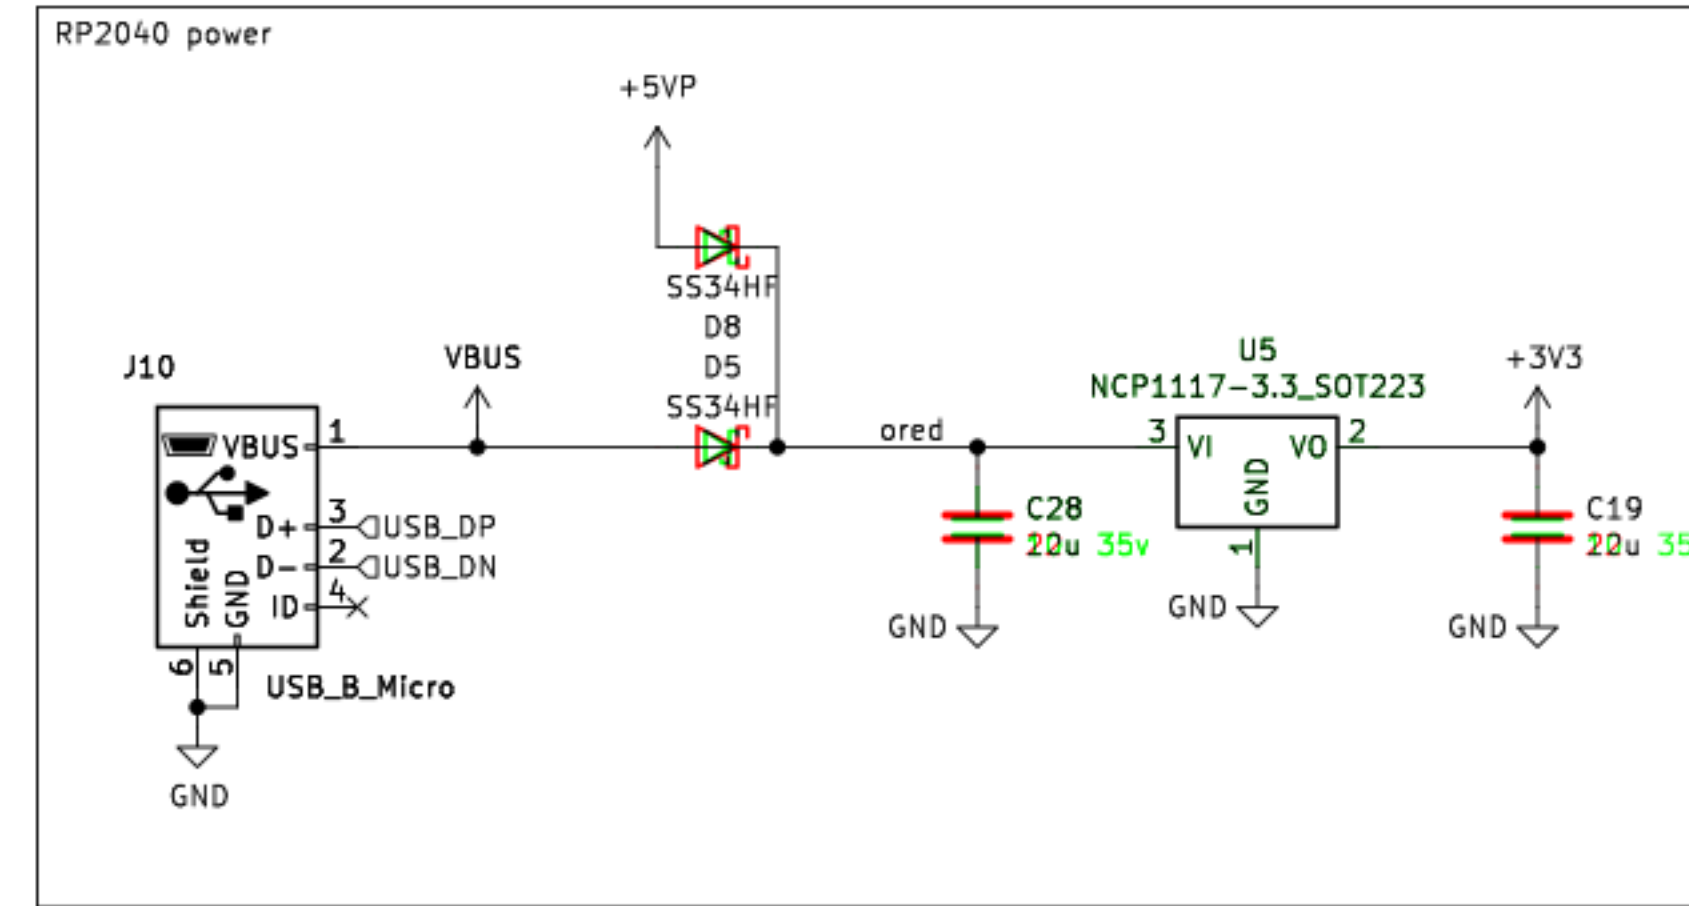 RP2040 power
+5VP
SS34HF
D8
D5
SS34HF
J10
VBUS
ored
U5
NCP1117-3.3_SOT223
+3V3
VBUS
1
3
VI
VO
2
GND
1
D+
3
USB_DP
D-
2
USB_DN
ID
4
Shield
GND
6
5
USB_B_Micro
GND
C28
35v
GND
GND
C19
35
GND